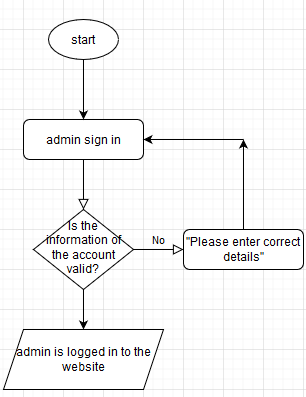 start
admin sign in
Is the
information of
the account
valid?
No
"Please enter correct
details"
admin is logged in to the
website